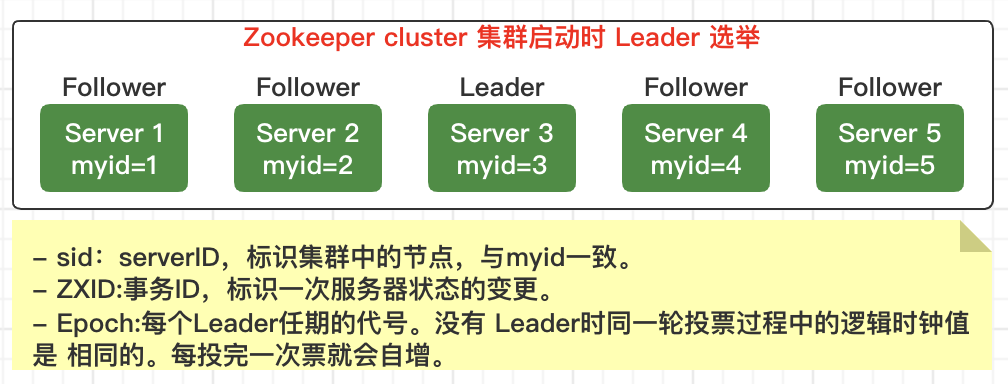 Zookeeper cluster 集群启动时 Leader 选举
Follower Follower Leader Follower Follower
Server 1 Server 2 Server 3 Server 4 Server 5
myid=1 myid=2 myid=3 myid=4 myid=5
- sid：serverID，标识集群中的节点，与myid一致。
- ZXID:事务ID，标识一次服务器状态的变更。
- Epoch:每个Leader任期的代号。没有 Leader时同一轮投票过程中的逻辑时钟值
是 相同的。每投完一次票就会自增。